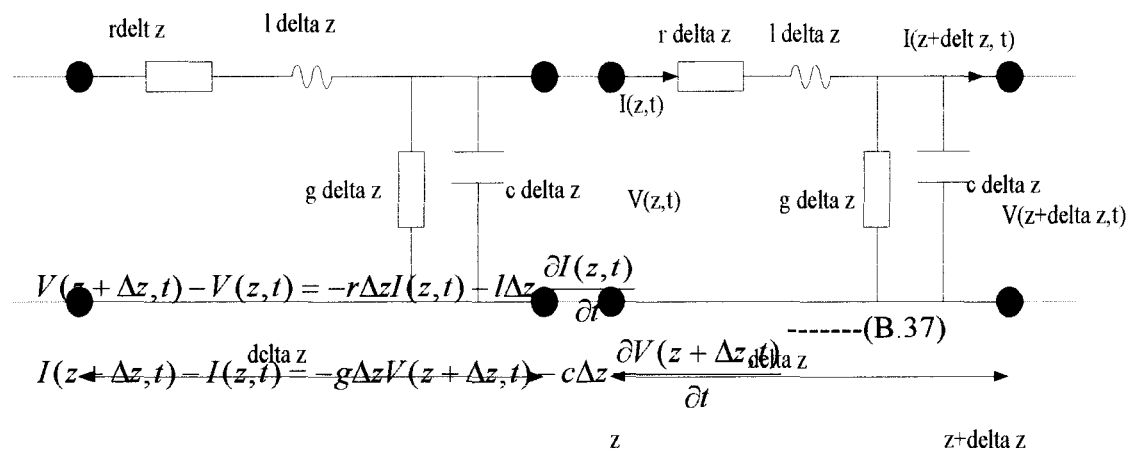 rdelt z
l delta z
r delta z
l delta z
I(z+delt z, t)
I(z,t)
g delta z
c delta z
V(z,t)
g delta z
c delta z
V(z+delta z,t)
V(z + Δz,t) − V(z,t) = −rΔzI(z,t) − lΔz ∂I(z,t)/∂t
-------(B.37)
delta z
delta z
I(z + Δz,t) − I(z,t) = −gΔzV(z + Δz,t) − cΔz ∂V(z + Δz,t)/∂t
z
z+delta z